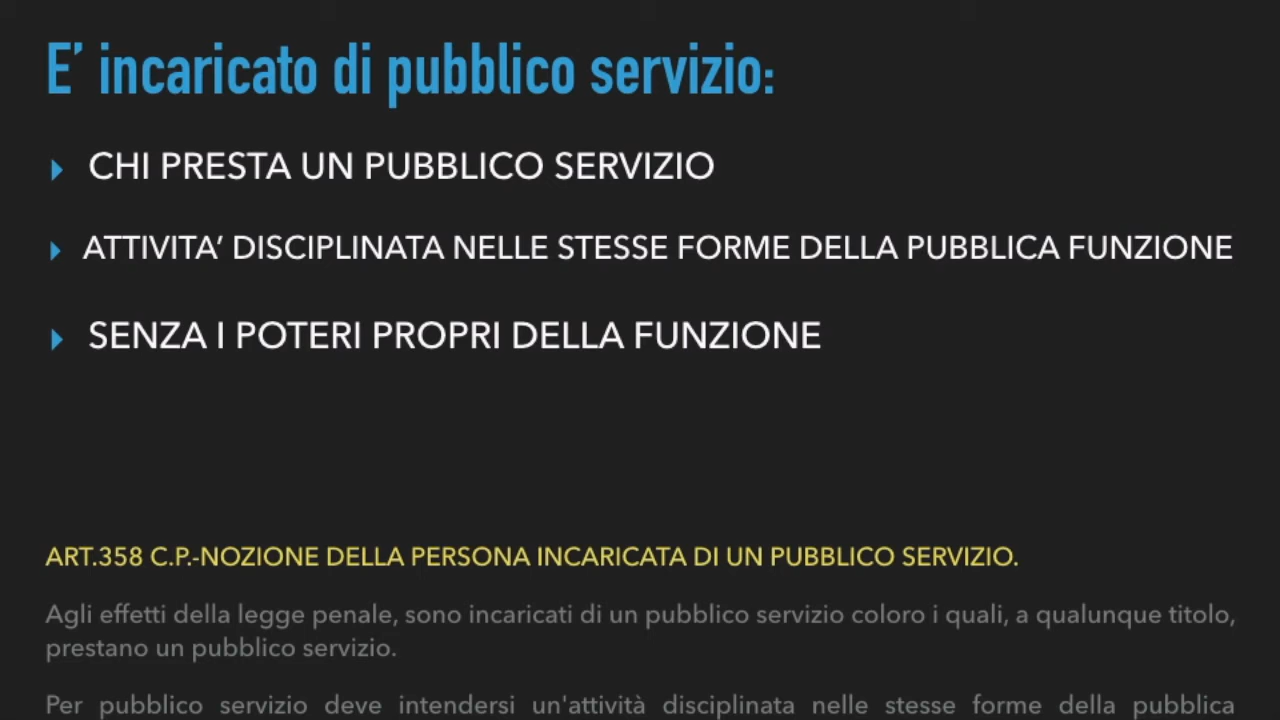 E' incaricato di pubblico servizio:
CHI PRESTA UN PUBBLICO SERVIZIO
ATTIVITA' DISCIPLINATA NELLE STESSE FORME DELLA PUBBLICA FUNZIONE
SENZA I POTERI PROPRI DELLA FUNZIONE
ART.358 C.P.-NOZIONE DELLA PERSONA INCARICATA DI UN PUBBLICO SERVIZIO.
Agli effetti della legge penale, sono incaricati di un pubblico servizio coloro i quali, a qualunque titolo,
prestano un pubblico servizio.
Per pubblico servizio deve intendersi un'attività disciplinata nelle stesse forme della pubblica